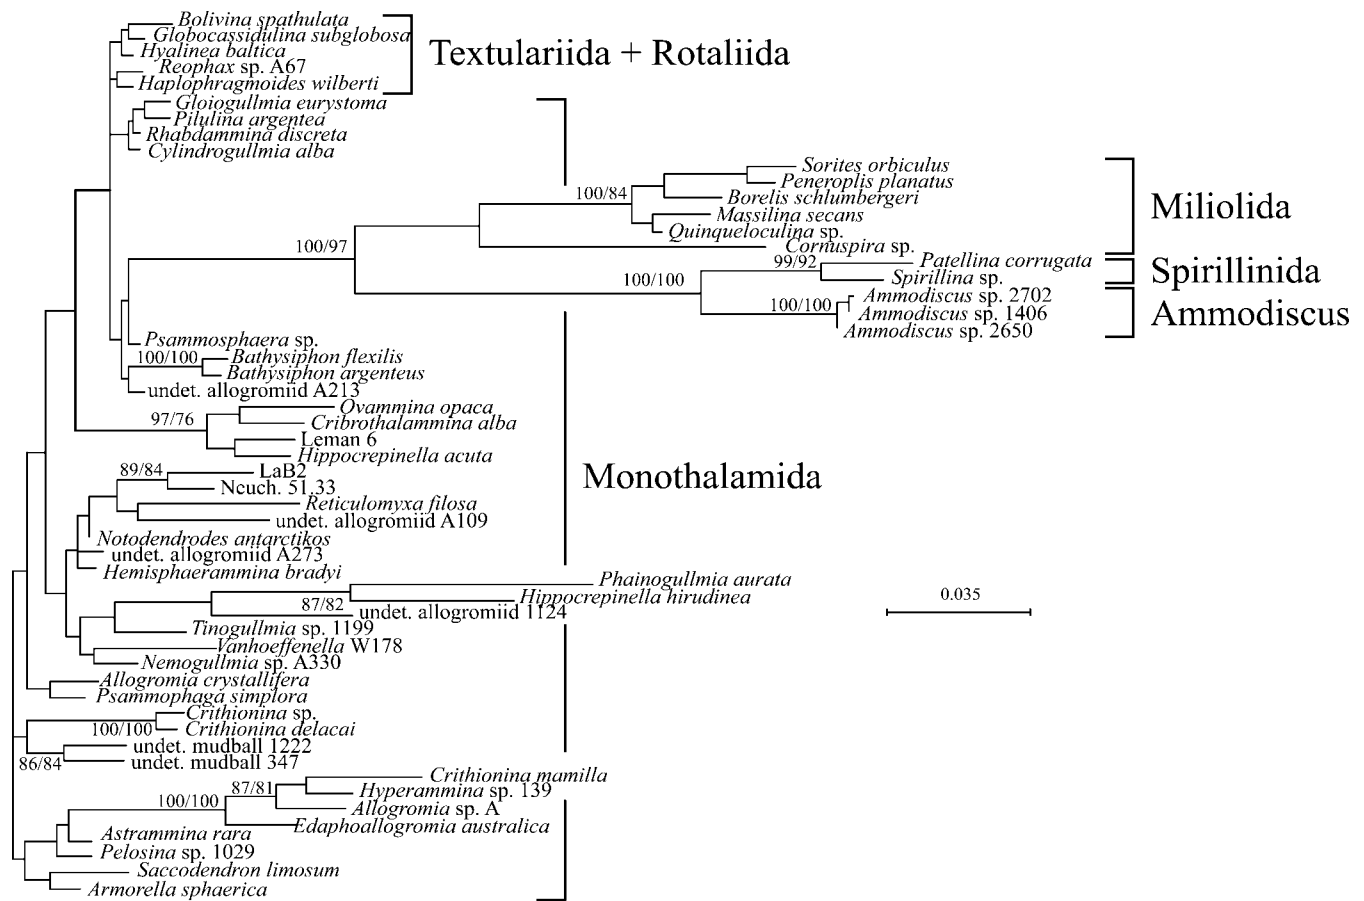 Bolivina spathulata
Globocassidulina subglobosa
Hyalinea baltica
Reophax sp. A67
Haplophragmoides wilberti
Textulariida + Rotaliida
Gloiogullmia eurystoma
Pilulina argentea
Rhabdammina discreta
Cylindrogullmia alba
Sorites orbiculus
Peneroplis planatus
100/84
Borelis schlumbergeri
Massilina secans
Quinqueloculina sp.
Miliolida
100/97
Cornuspira sp.
99/92
Patellina corrugata
Spirillina sp.
Spirillinida
100/100
Ammodiscus sp. 2702
100/100
Ammodiscus sp. 1406
Ammodiscus sp. 2650
Ammodiscus
Psammosphaera sp.
100/100
Bathysiphon flexilis
Bathysiphon argenteus
undet. allogromiid A213
Ovammina opaca
97/76
Cribrothalammina alba
Leman 6
Hippocrepinella acuta
89/84
LaB2
Neuch. 51.33
Monothalamida
Reticulomyxa filosa
undet. allogromiid A109
Notodendrodes antarctikos
undet. allogromiid A273
Hemisphaerammina bradyi
Phainogullmia aurata
87/82
Hippocrepinella hirudinea
undet. allogromiid 1124
0.035
Tinogullmia sp. 1199
Vanhoeffenella W178
Nemogullmia sp. A330
Allogromia crystallifera
Psammophaga simplora
Crithionina sp.
100/100
Crithionina delacai
undet. mudball 1222
86/84
undet. mudball 347
Crithionina mamilla
87/81
Hyperammina sp. 139
100/100
Allogromia sp. A
Edaphoallogromia australica
Astrammina rara
Pelosina sp. 1029
Saccodendron limosum
Armorella sphaerica